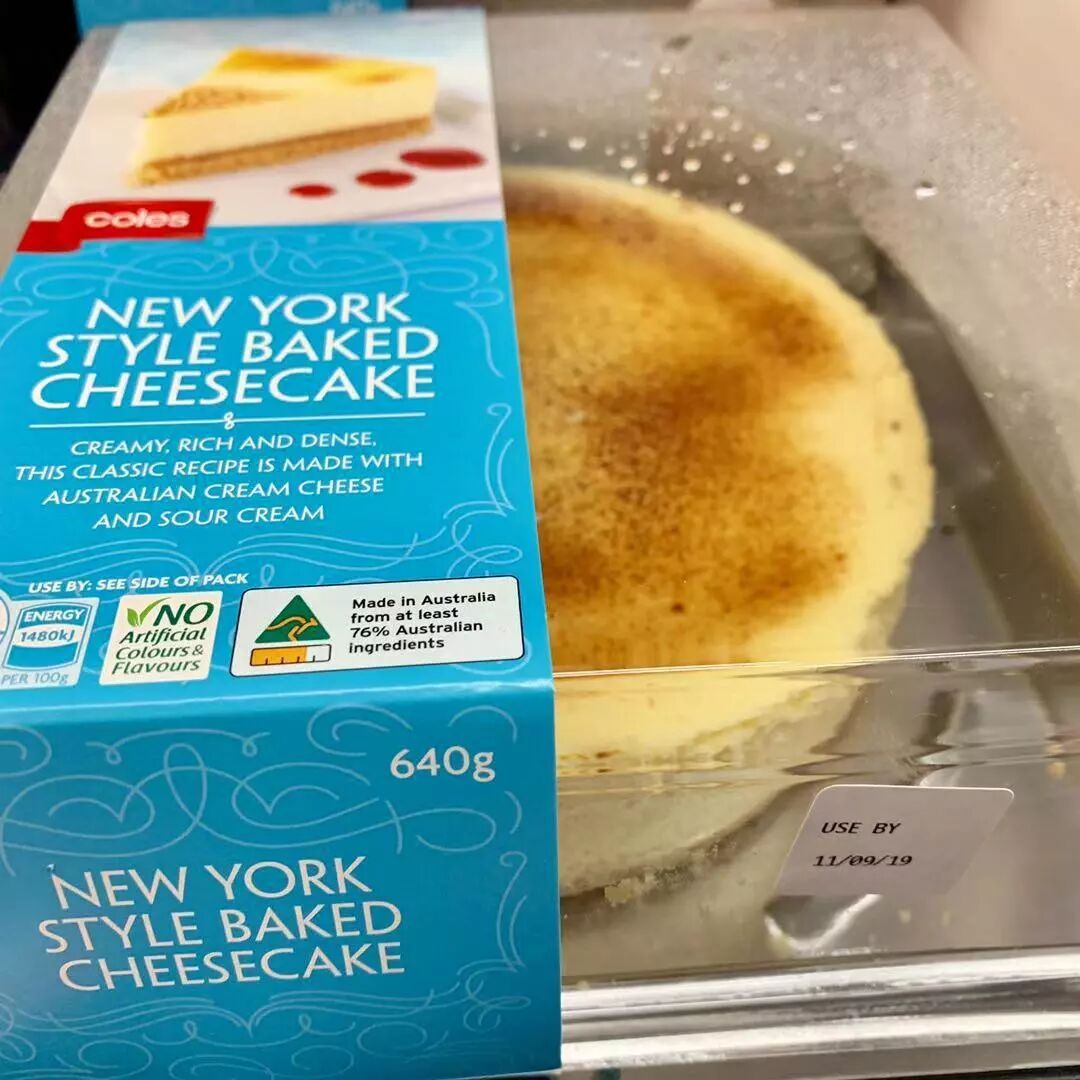 coles
NEW YORK
STYLE BAKED
CHEESECAKE
CREAMY, RICH AND DENSE,
THIS CLASSIC RECIPE IS MADE WITH
AUSTRALIAN CREAM CHEESE
AND SOUR CREAM
USE BY: SEE SIDE OF PACK
ENERGY
1480kJ
PER 100g
NO
Artificial
Colours &
Flavours
Made in Australia
from at least
76% Australian
ingredients
640g
NEW YORK
STYLE BAKED
CHEESECAKE
USE BY
11/09/19